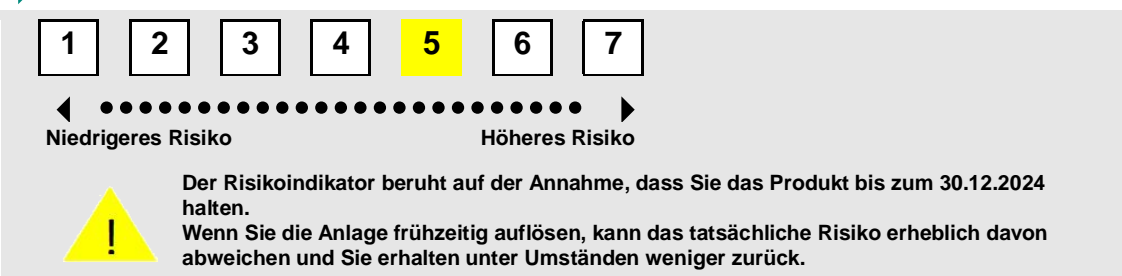 1 2 3 4 5 6 7
Niedrigeres Risiko Höheres Risiko
Der Risikoindikator beruht auf der Annahme, dass Sie das Produkt bis zum 30.12.2024
halten.
!
Wenn Sie die Anlage frühzeitig auflösen, kann das tatsächliche Risiko erheblich davon
abweichen und Sie erhalten unter Umständen weniger zurück.